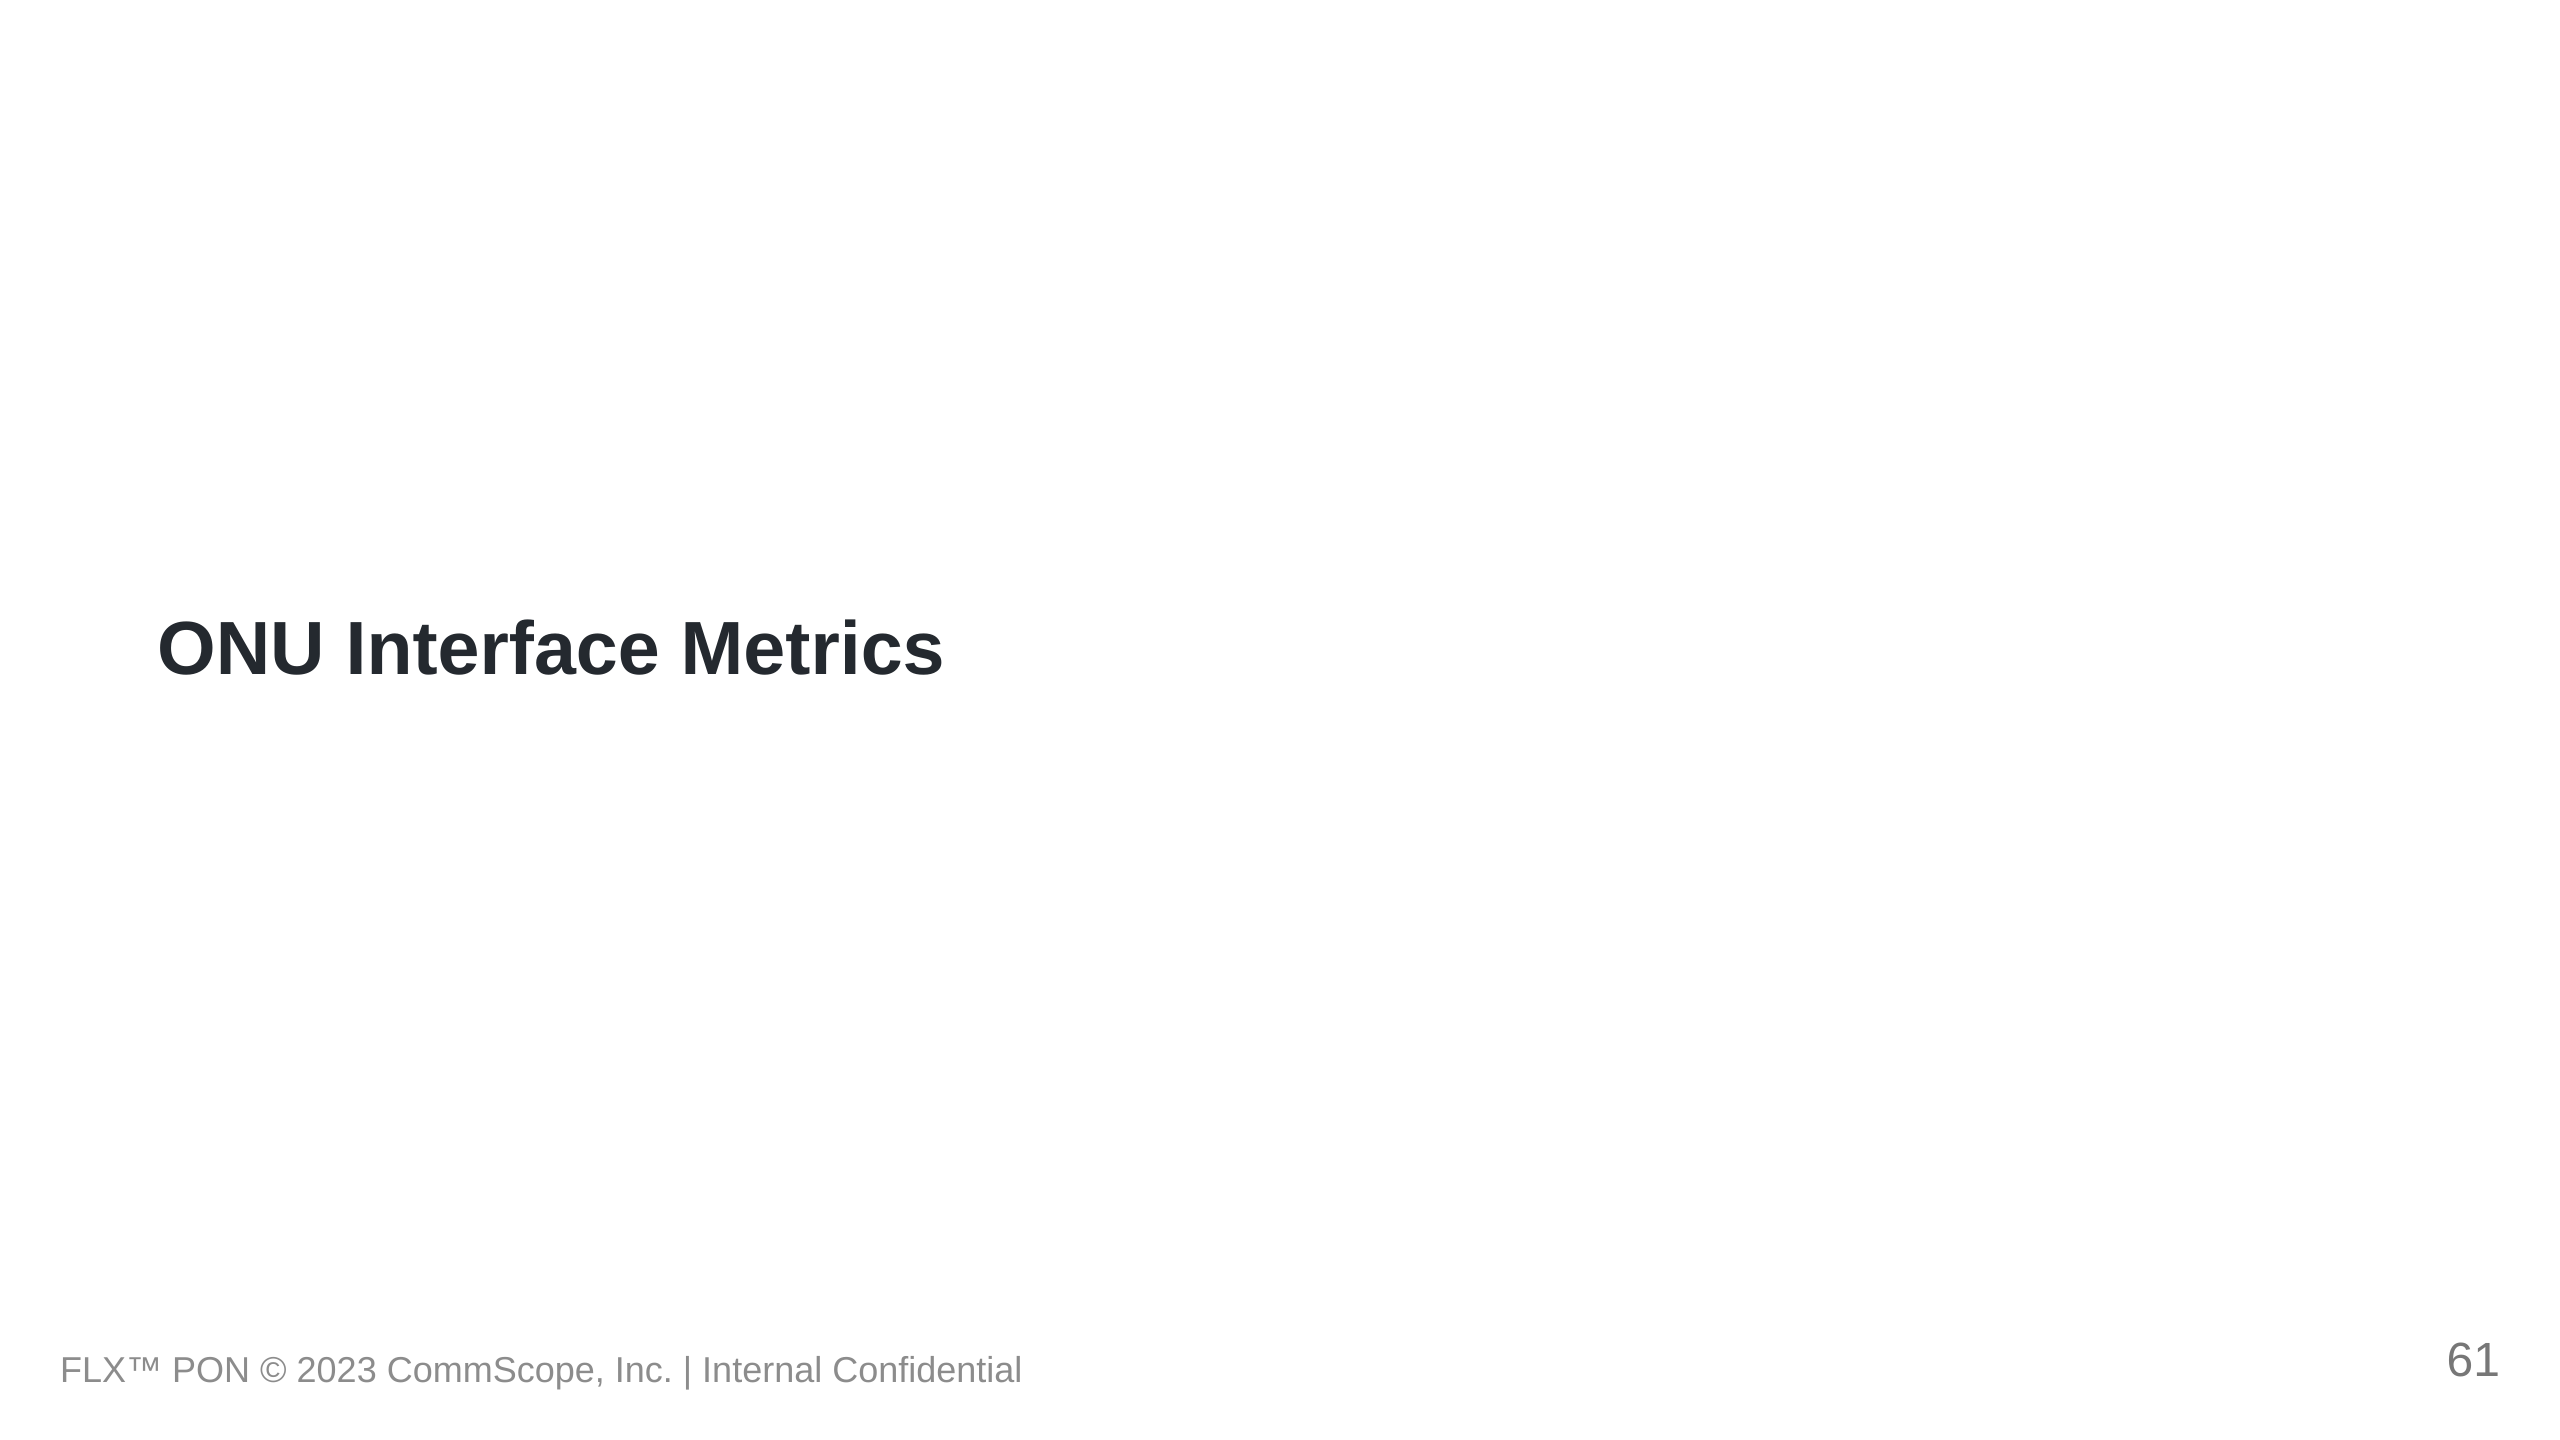 ONU Interface Metrics
FLX™ PON © 2023 CommScope, Inc. | Internal Confidential
61